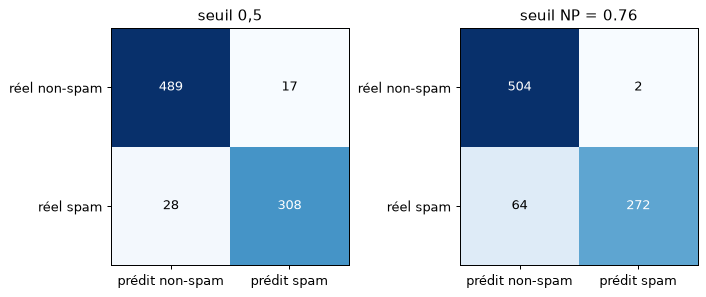 seuil 0,5
réel non-spam
489
17
réel spam
28
308
prédit non-spam
prédit spam
seuil NP = 0.76
réel non-spam
504
2
réel spam
64
272
prédit non-spam
prédit spam